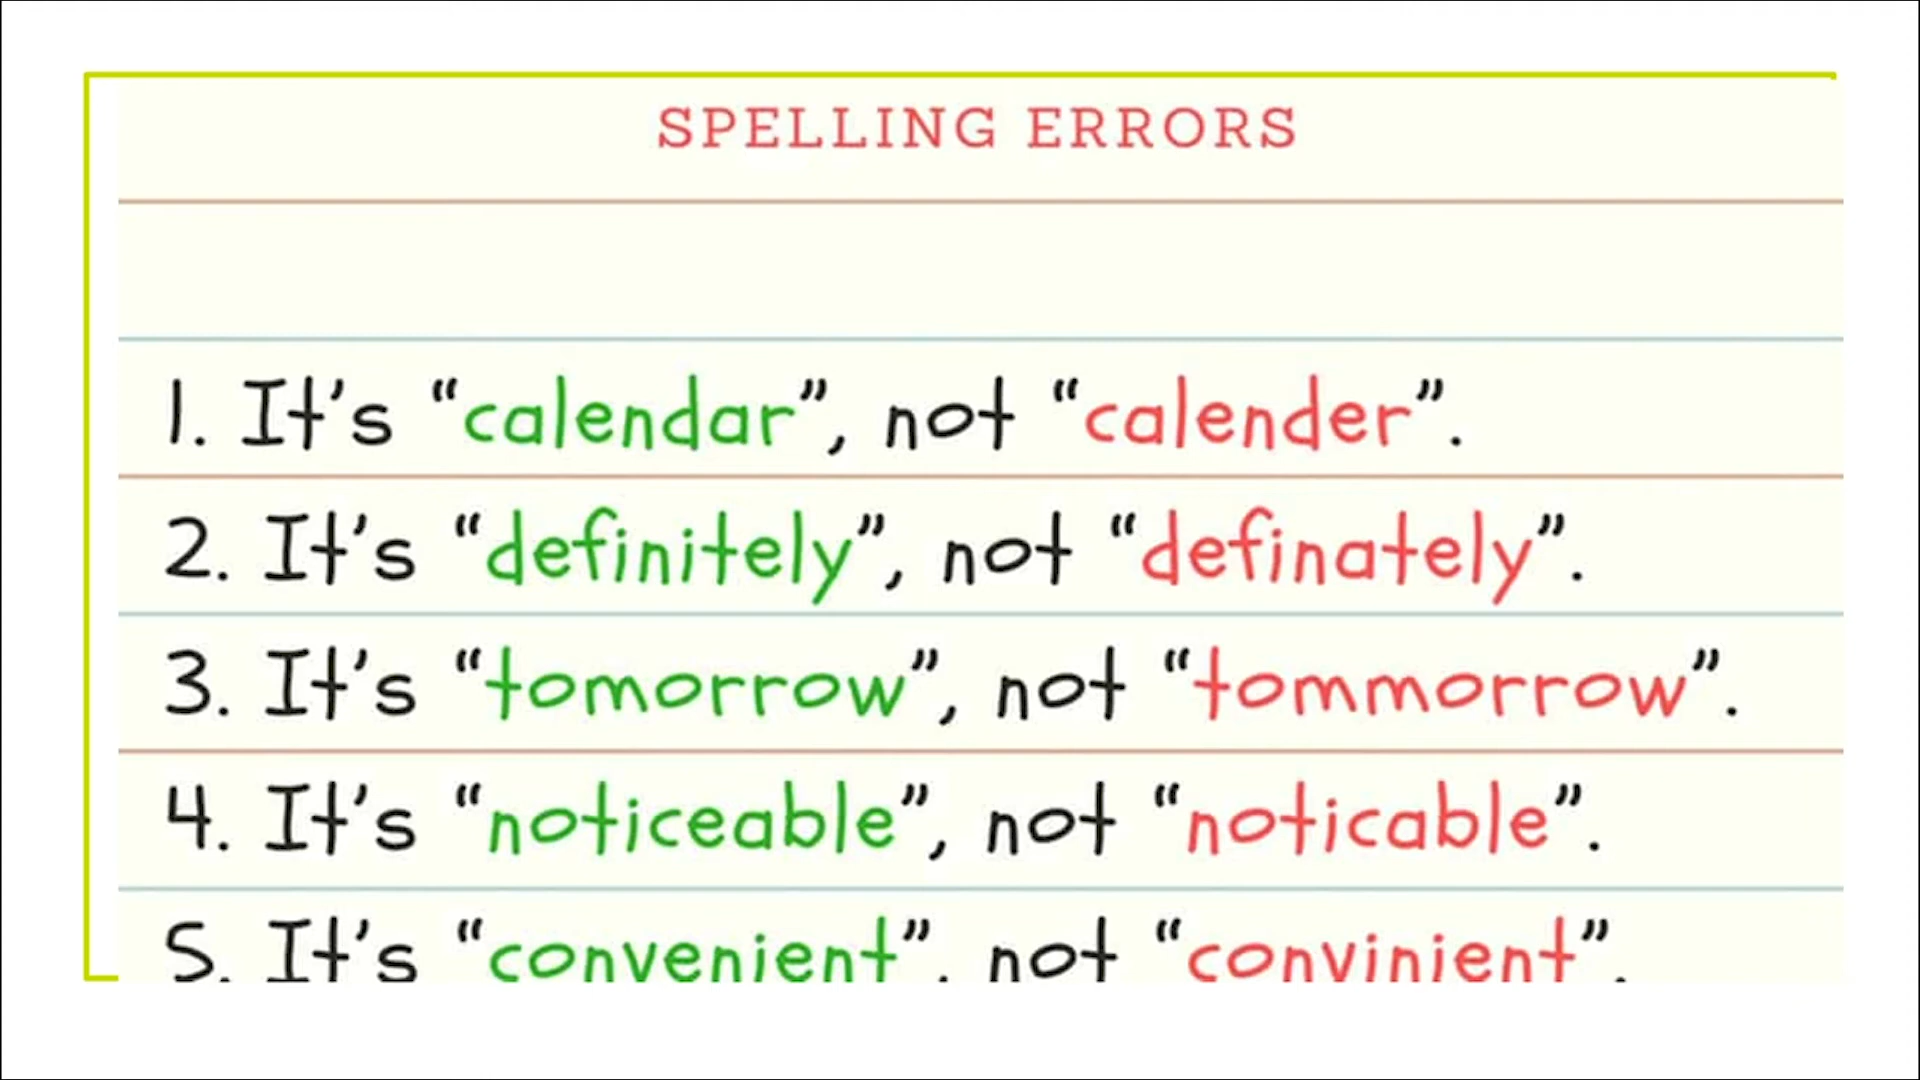 SPELLING ERRORS
1. It's “calendar”, not “calender”.
2. It's “definitely”, not “definately”.
3. It's “tomorrow”, not “tommorrow”.
4. It's “noticeable”, not “noticable”.
5. It's “convenient”, not “convinient”.